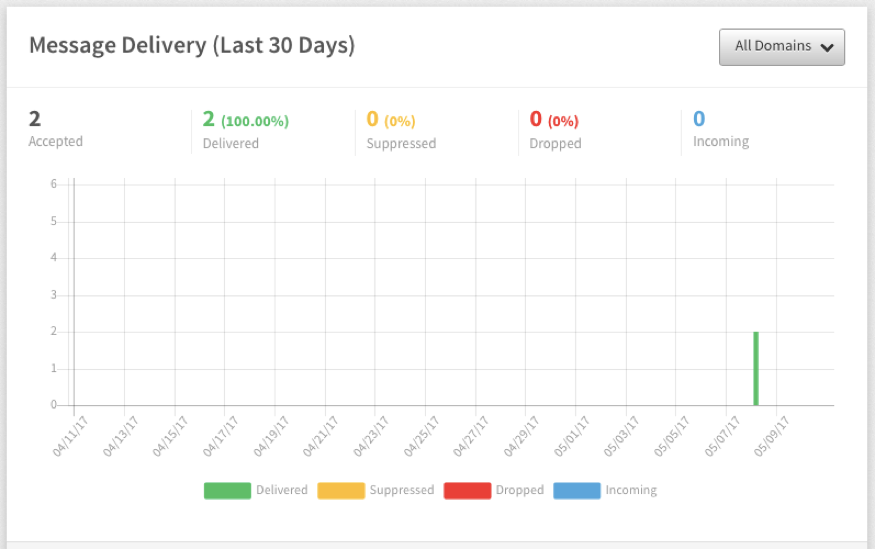 Message Delivery (Last 30 Days)
All Domains
2
Accepted
2 (100.00%)
Delivered
0 (0%)
Suppressed
0 (0%)
Dropped
0
Incoming
6
5
4
3
2
1
0
04/11/17 04/13/17 04/15/17 04/17/17 04/19/17 04/21/17 04/23/17 04/25/17 04/27/17 04/29/17 05/01/17 05/03/17 05/05/17 05/07/17 05/09/17
Delivered Suppressed Dropped Incoming